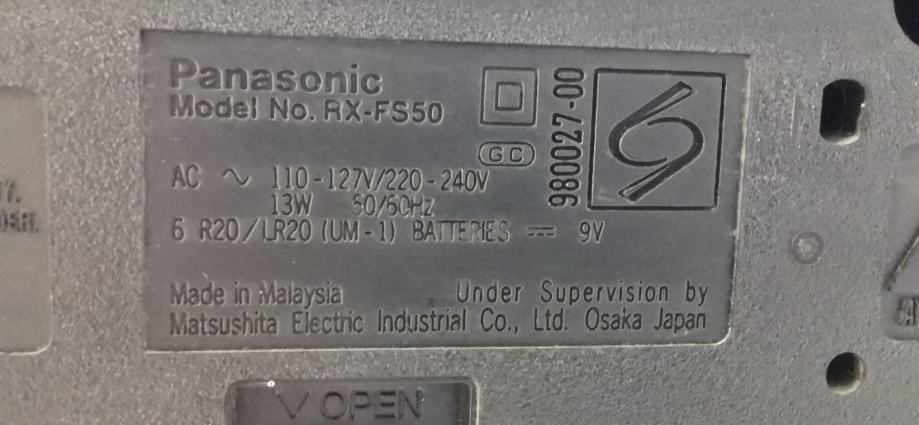 Panasonic
Model No. RX-FS50
GC
980027-00
AC ∼ 110-127V/220-240V
13W 50/60Hz
6 R20/LR20 (UM-1) BATTERIES ⎓ 9V
Made in Malaysia Under Supervision by
Matsushita Electric Industrial Co., Ltd. Osaka Japan
OPEN